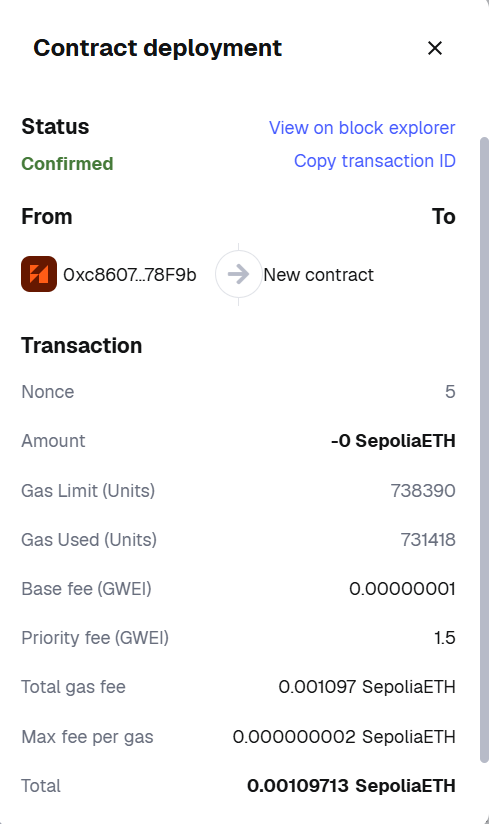 Contract deployment
Status
View on block explorer
Confirmed
Copy transaction ID
From
To
0xc8607...78F9b
New contract
Transaction
Nonce
5
Amount
-0 SepoliaETH
Gas Limit (Units)
738390
Gas Used (Units)
731418
Base fee (GWEI)
0.00000001
Priority fee (GWEI)
1.5
Total gas fee
0.001097 SepoliaETH
Max fee per gas
0.000000002 SepoliaETH
Total
0.00109713 SepoliaETH